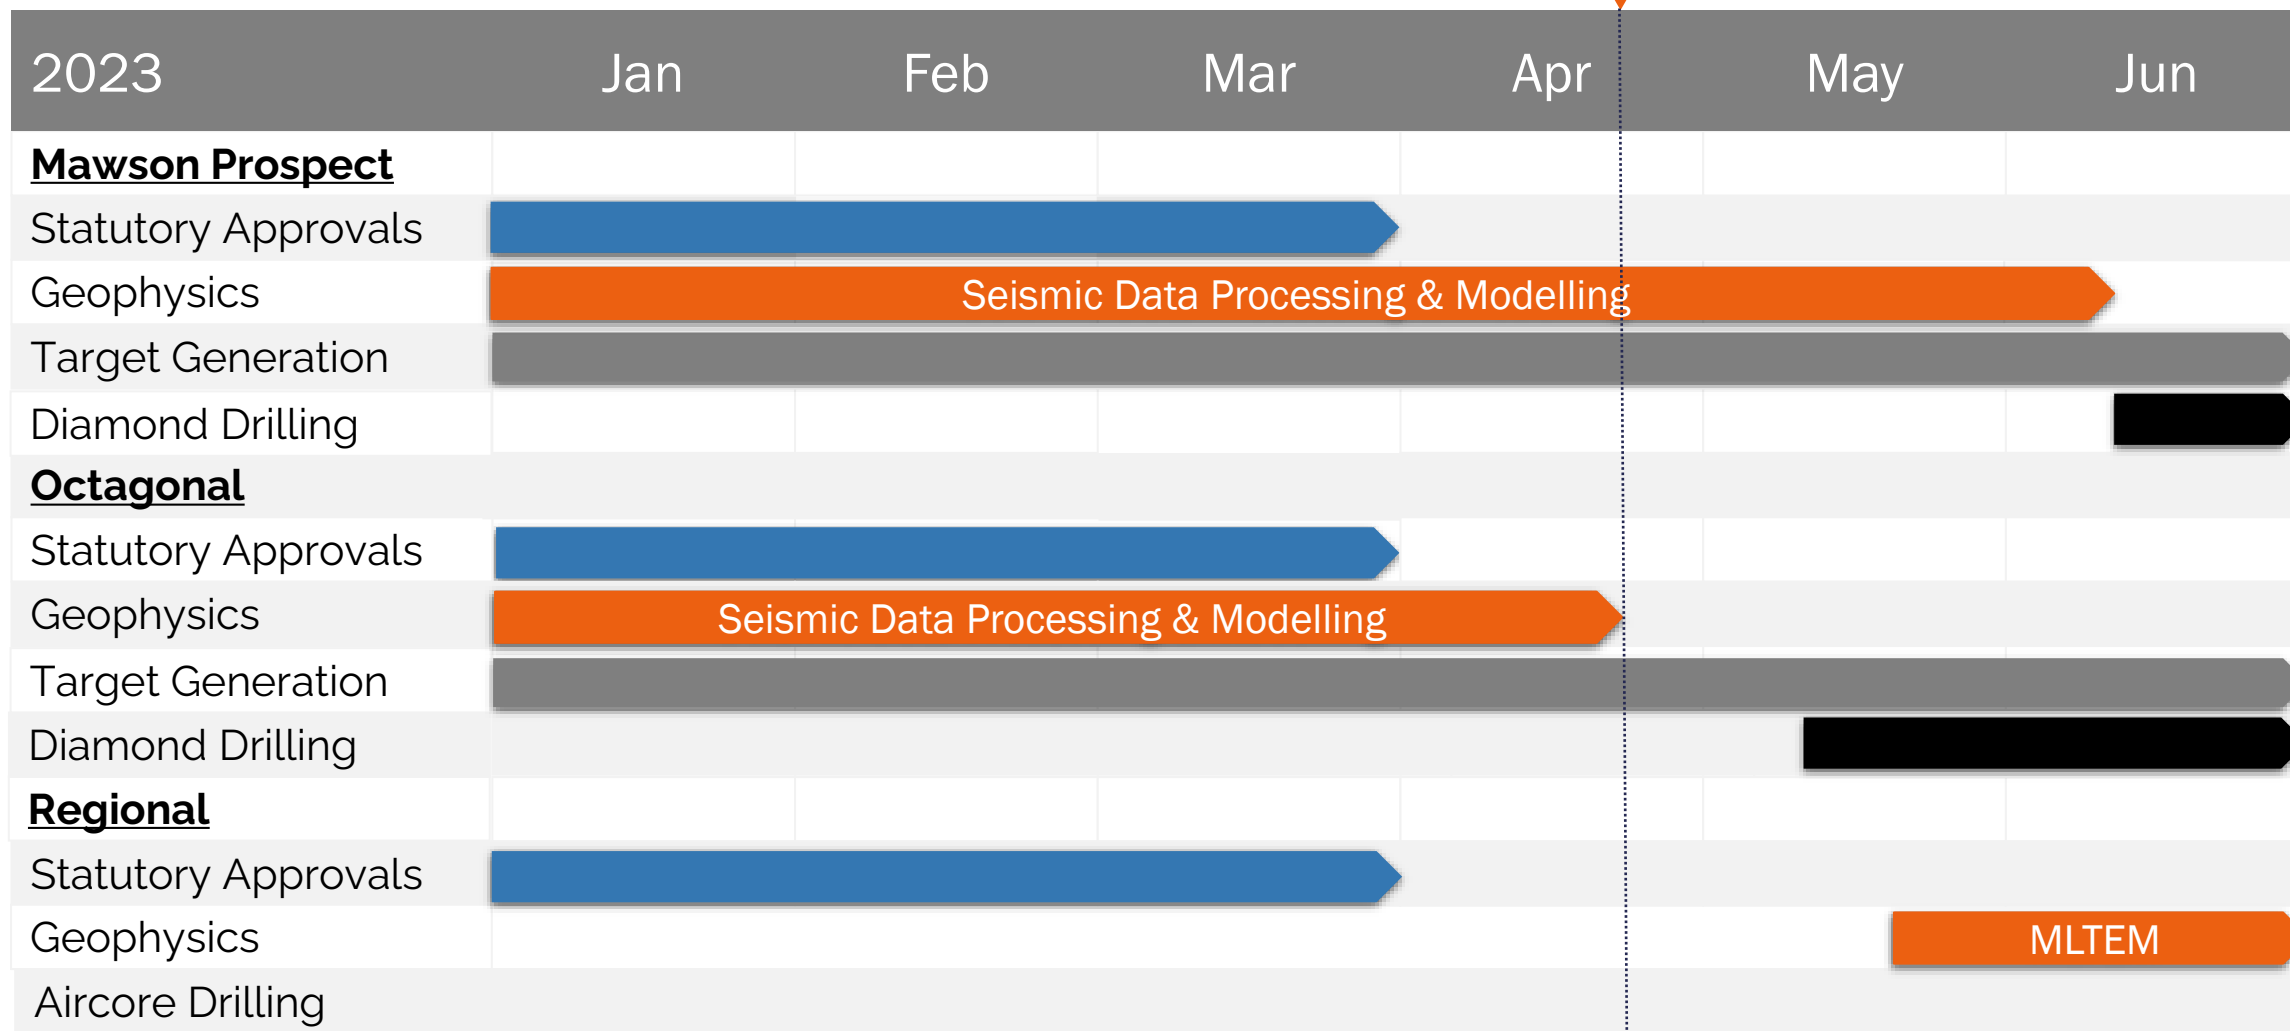 2023 Jan Feb Mar Apr May Jun
Mawson Prospect
Statutory Approvals
Geophysics Seismic Data Processing & Modelling
Target Generation
Diamond Drilling
Octagonal
Statutory Approvals
Geophysics Seismic Data Processing & Modelling
Target Generation
Diamond Drilling
Regional
Statutory Approvals
Geophysics MLTEM
Aircore Drilling